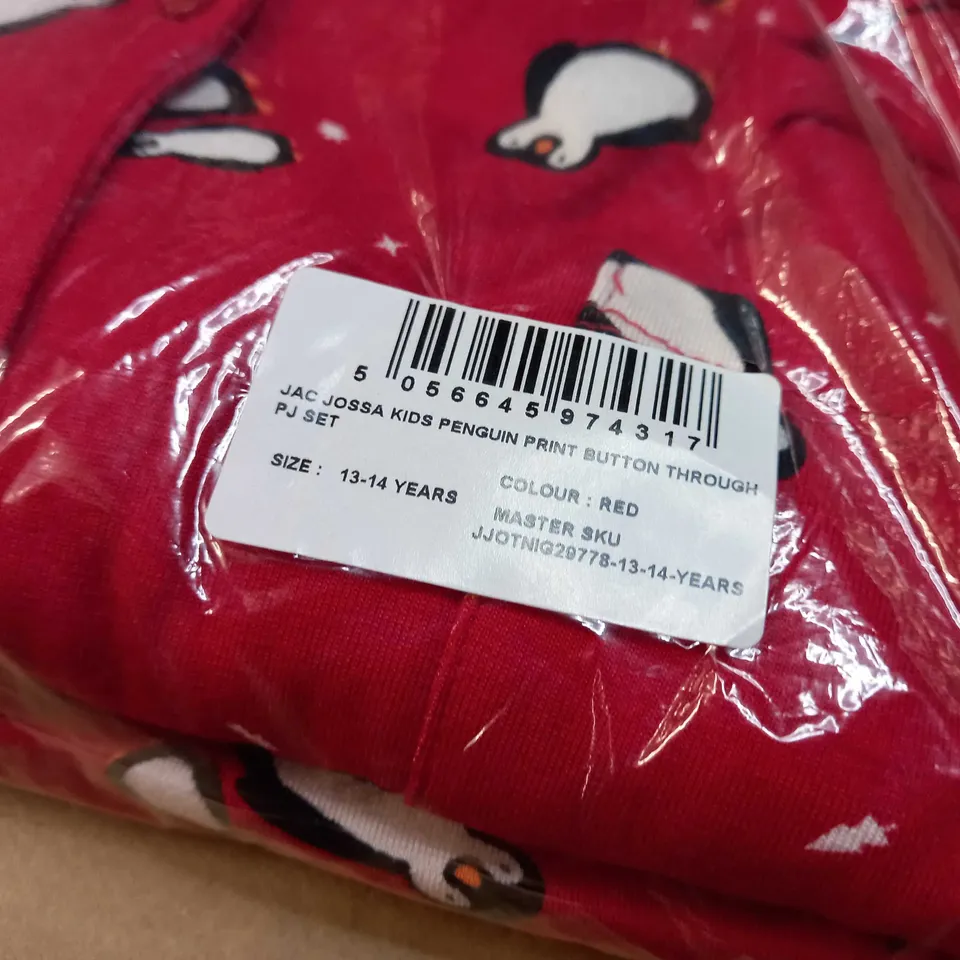 5 056645 974317
JAC JOSSA KIDS PENGUIN PRINT BUTTON THROUGH
PJ SET
SIZE : 13-14 YEARS
COLOUR : RED
MASTER SKU
JJOTNIG29778-13-14-YEARS